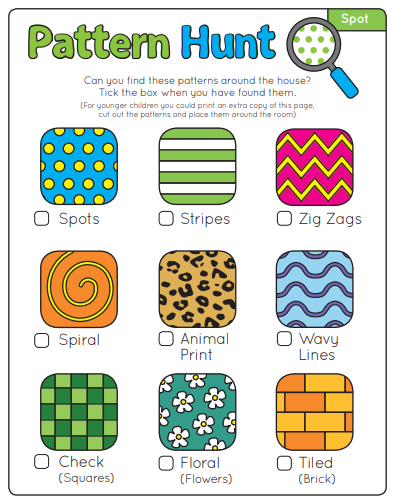 Spot
Pattern Hunt
Can you find these patterns around the house?
Tick the box when you have found them.
(For younger children you could print an extra copy of this page,
cut out the patterns and place them around the room)
Spots
Stripes
Zig Zags
Spiral
Animal
Print
Wavy
Lines
Check
(Squares)
Floral
(Flowers)
Tiled
(Brick)